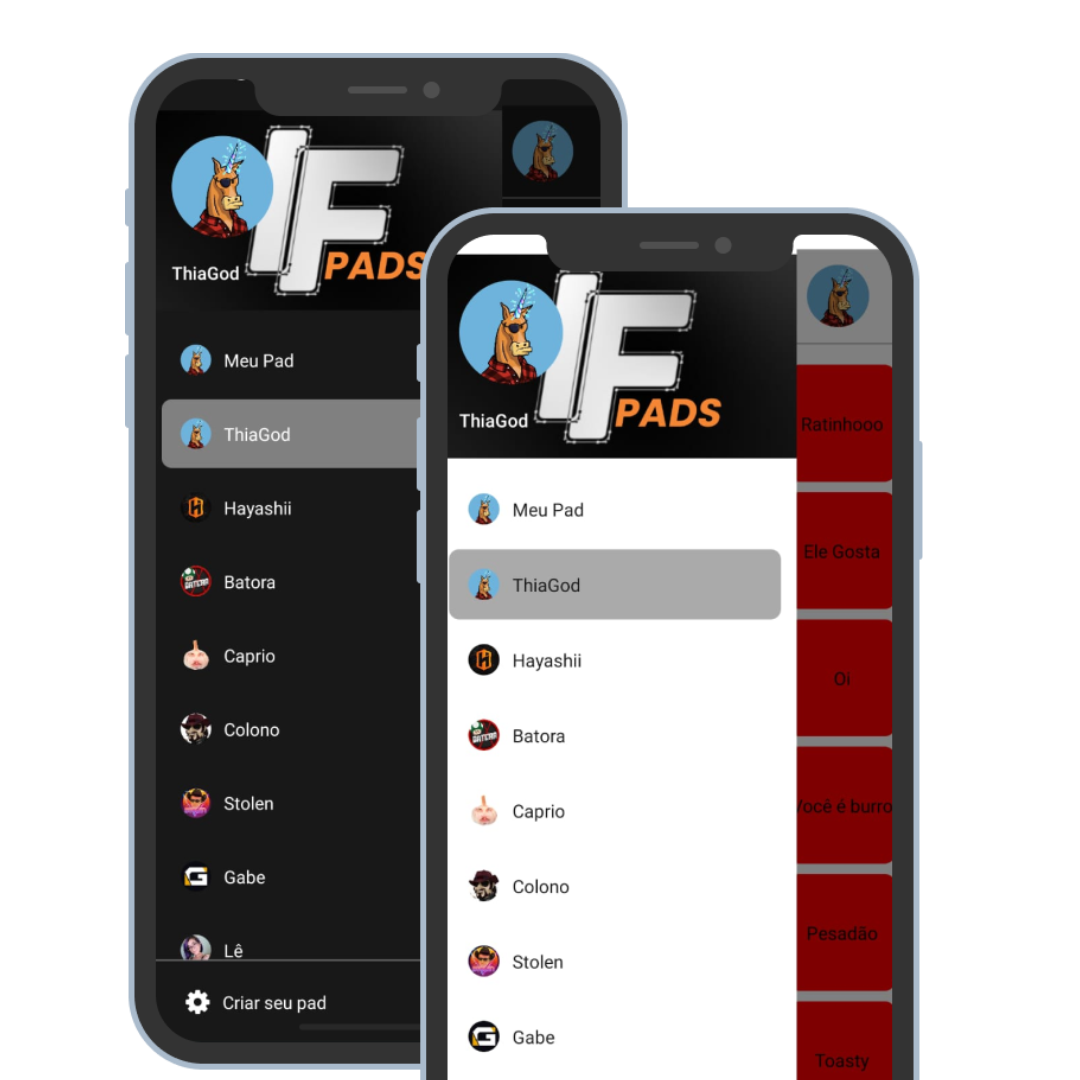 IF
PADS
ThiaGod
Meu Pad
ThiaGod
Hayashii
Batora
Caprio
Colono
Stolen
Gabe
Lê
Criar seu pad
IF
PADS
ThiaGod
Meu Pad
ThiaGod
Hayashii
Batora
Caprio
Colono
Stolen
Gabe
Ratinhooo
Ele Gosta
Oi
Você é burro
Pesadão
Toasty